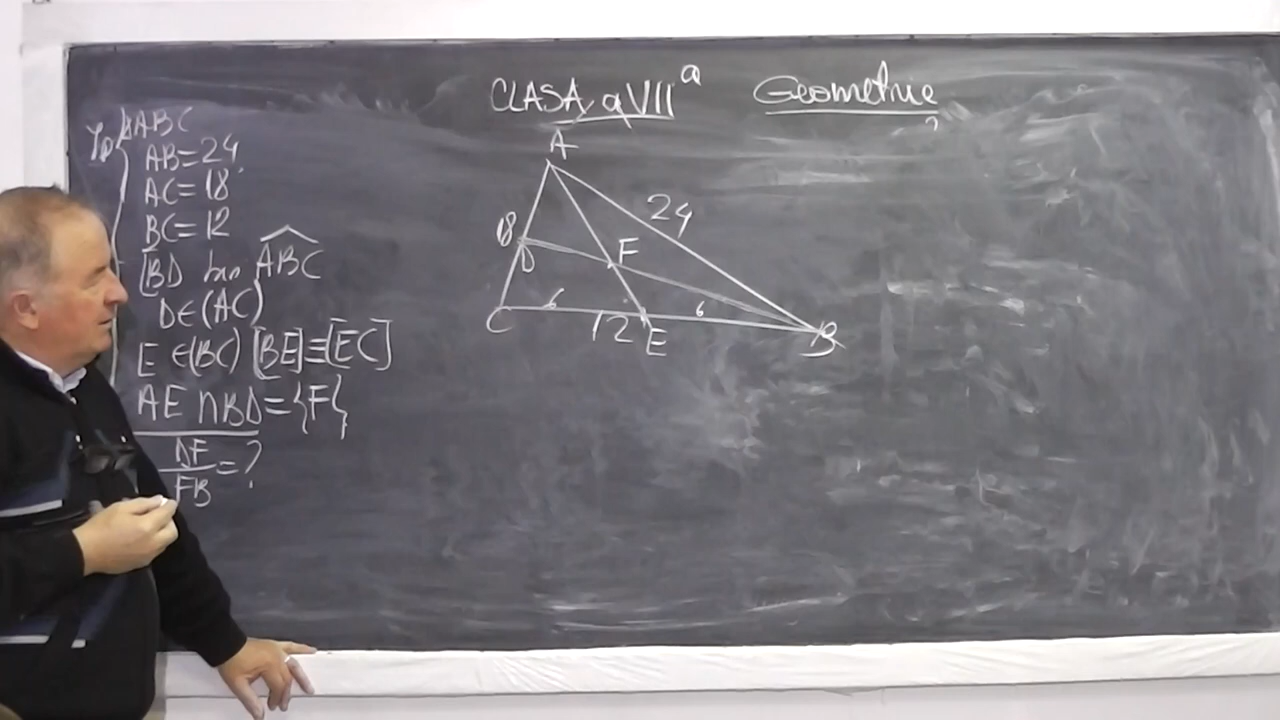 CLASA a VII a Geometrie
△ABC
AB=24
AC=18
BC=12
[BD bis ABC
D∈(AC)
E∈(BC) [BE]≡[EC]
AE∩BD={F}
DF/FB=?
A
24
18
D
F
C
6
12
E
6
B